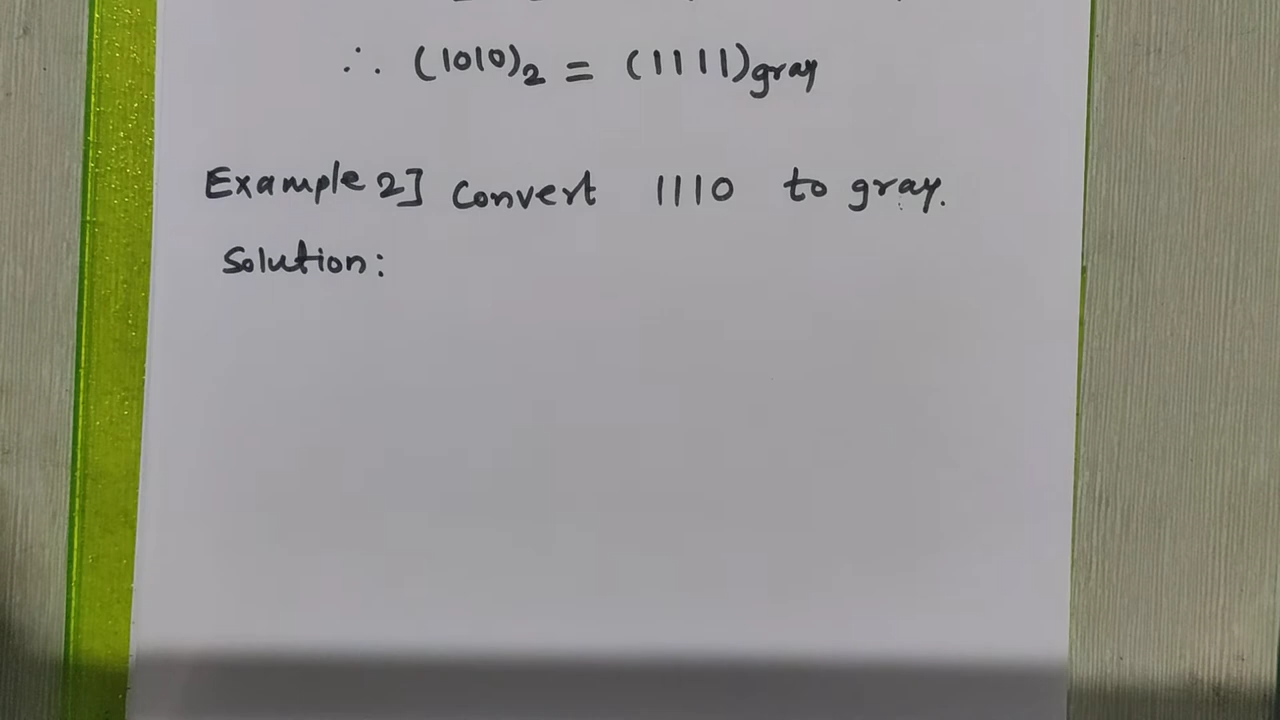 ∴ (1010)₂ = (1111)gray
Example 2] Convert 1110 to gray.
Solution: